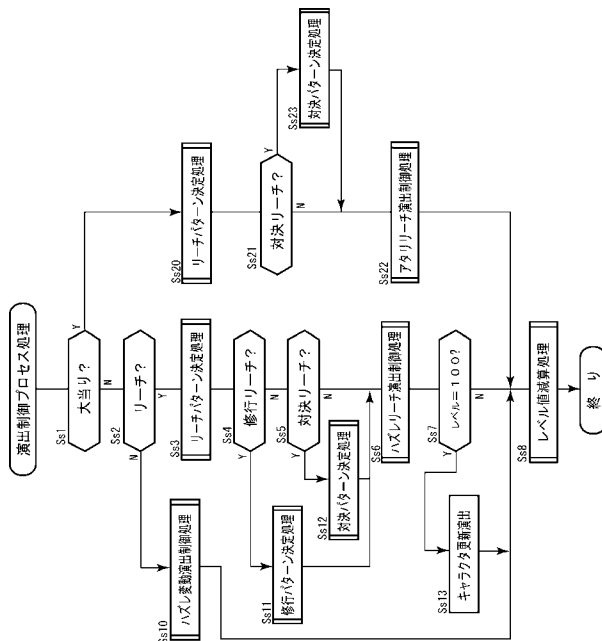 演出制御プロセス処理
Ss1
大当り？
Y
N
Ss2
リーチ？
N
Y
Ss3
リーチパターン決定処理
Ss4
修行リーチ？
Y
N
Ss5
対決リーチ？
Y
N
Ss6
ハズレリーチ演出制御処理
Ss7
レベル＝１００？
Y
N
Ss8
レベル値減算処理
終り
Ss10
ハズレ変動演出制御処理
Ss11
修行パターン決定処理
Ss12
対決パターン決定処理
Ss13
キャラクタ更新演出
Ss20
リーチパターン決定処理
Ss21
対決リーチ？
Y
N
Ss23
対決パターン決定処理
Ss22
アタリリーチ演出制御処理